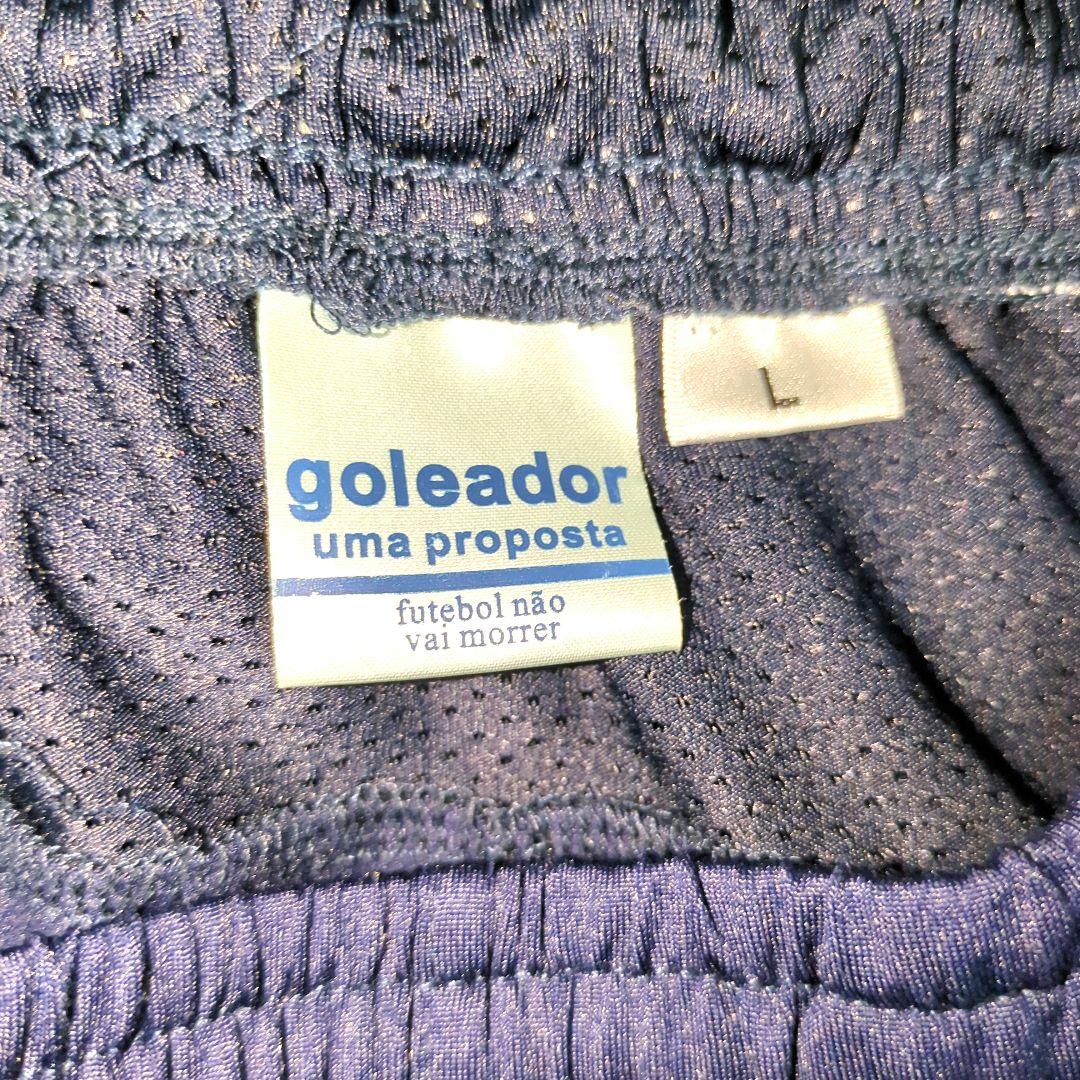 goleador
uma proposta
futebol não
vai morrer
L